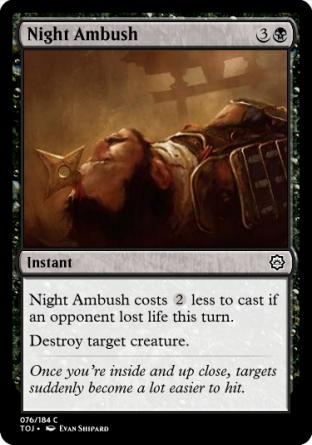 Night Ambush 3
Instant
Night Ambush costs 2 less to cast if
an opponent lost life this turn.
Destroy target creature.
Once you're inside and up close, targets
suddenly become a lot easier to hit.
076/184 C
TOJ • Evan Shipard